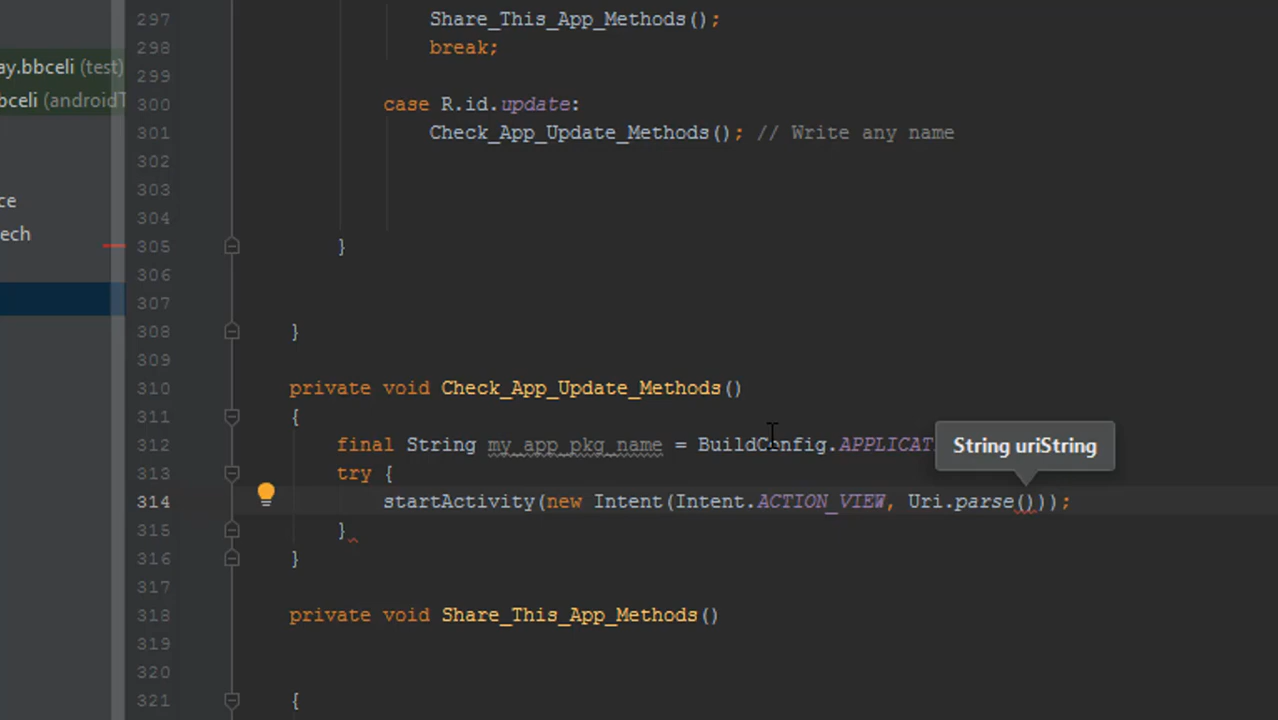 297 Share_This_App_Methods();
ay.bbceli (test) 298 break;
299
bceli (androidT 300 case R.id.update:
301 Check_App_Update_Methods(); // Write any name
302
303
ce
304
ech
305 }
306
307
308 }
309
310 private void Check_App_Update_Methods()
311 {
312 final String my_app_pkg_name = BuildConfig.APPLICAT
String uriString
313 try {
314 startActivity(new Intent(Intent.ACTION_VIEW, Uri.parse()));
315 }
316 }
317
318 private void Share_This_App_Methods()
319
320
321 {